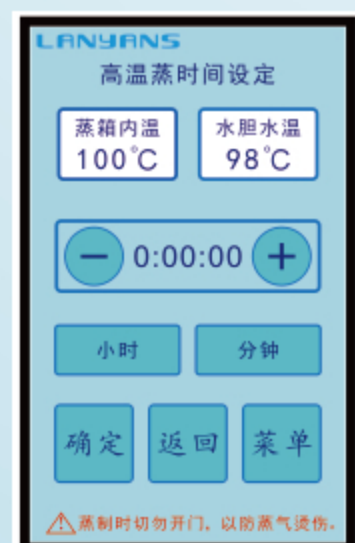 LANYANS
高温蒸时间设定
蒸箱内温 水胆水温
100℃ 98℃
− 0:00:00 +
小时 分钟
确定 返回 菜单
蒸制时切勿开门，以防蒸气烫伤。